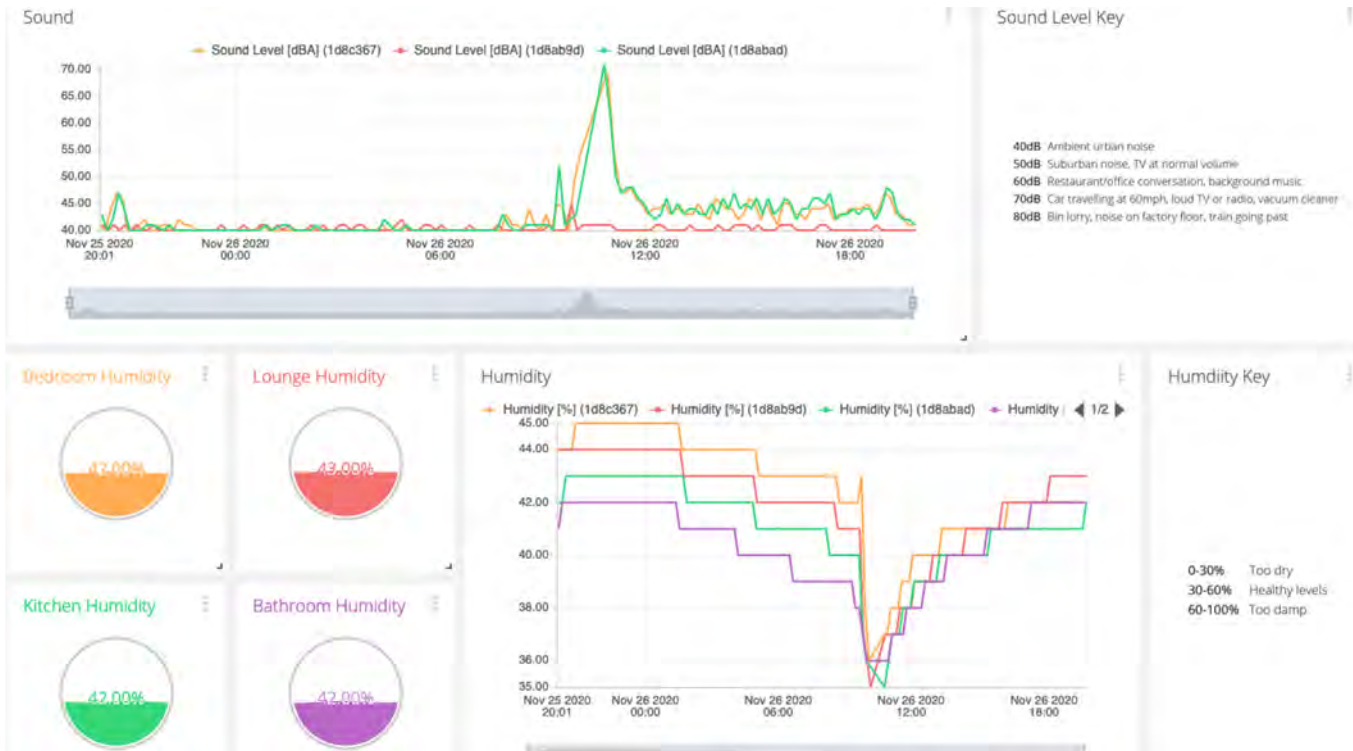 Sound
Sound Level [dBA] (1d8c367) Sound Level [dBA] (1d8ab9d) Sound Level [dBA] (1d8abad)
70.00
65.00
60.00
55.00
50.00
45.00
40.00
Nov 25 2020 Nov 26 2020 Nov 26 2020 Nov 26 2020 Nov 26 2020
20:01 00:00 06:00 12:00 18:00
Sound Level Key
40dB Ambient urban noise
50dB Suburban noise, TV at normal volume
60dB Restaurant/office conversation, background music
70dB Car travelling at 60mph, loud TV or radio, vacuum cleaner
80dB Bin lorry, noise on factory floor, train going past
Bedroom Humidity
42.00%
Lounge Humidity
43.00%
Kitchen Humidity
42.00%
Bathroom Humidity
42.00%
Humidity
Humidity [%] (1d8c367) Humidity [%] (1d8ab9d) Humidity [%] (1d8abad) Humidity 1/2
45.00
44.00
42.00
40.00
38.00
36.00
35.00
Nov 25 2020 Nov 26 2020 Nov 26 2020 Nov 26 2020 Nov 26 2020
20:01 00:00 06:00 12:00 18:00
Humdiity Key
0-30% Too dry
30-60% Healthy levels
60-100% Too damp